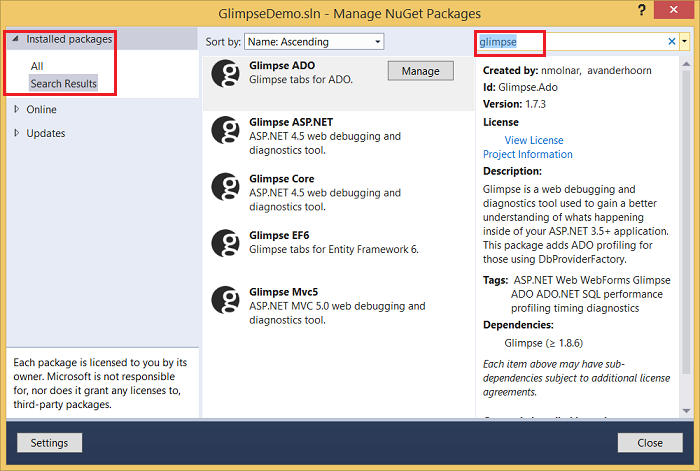 GlimpseDemo.sln - Manage NuGet Packages
?
Installed packages
All
Search Results
Online
Updates
Each package is licensed to you by its
owner. Microsoft is not responsible
for, nor does it grant any licenses to,
third-party packages.
Sort by: Name: Ascending
Glimpse ADO
Glimpse tabs for ADO.
Manage
Glimpse ASP.NET
ASP.NET 4.5 web debugging and
diagnostics tool.
Glimpse Core
ASP.NET 4.5 web debugging and
diagnostics tool.
Glimpse EF6
Glimpse tabs for Entity Framework 6.
Glimpse Mvc5
ASP.NET MVC 5.0 web debugging and
diagnostics tool.
glimpse
Created by: nmolnar, avanderhoorn
Id: Glimpse.Ado
Version: 1.7.3
License
View License
Project Information
Description:
Glimpse is a web debugging and
diagnostics tool used to gain a better
understanding of whats happening
inside of your ASP.NET 3.5+ application.
This package adds ADO profiling for
those using DbProviderFactory.
Tags: ASP.NET Web WebForms Glimpse
ADO ADO.NET SQL performance
profiling timing diagnostics
Dependencies:
Glimpse (≥ 1.8.6)
Each item above may have sub-
dependencies subject to additional license
agreements.
Settings
Close